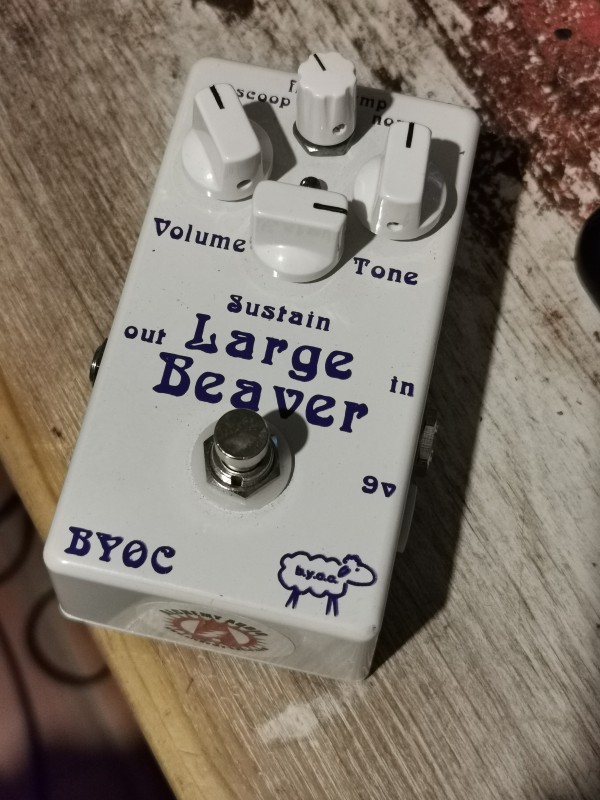 scoop
Volume
Tone
Sustain
out
Large
in
Beaver
9v
BYOC
b.y.o.c.